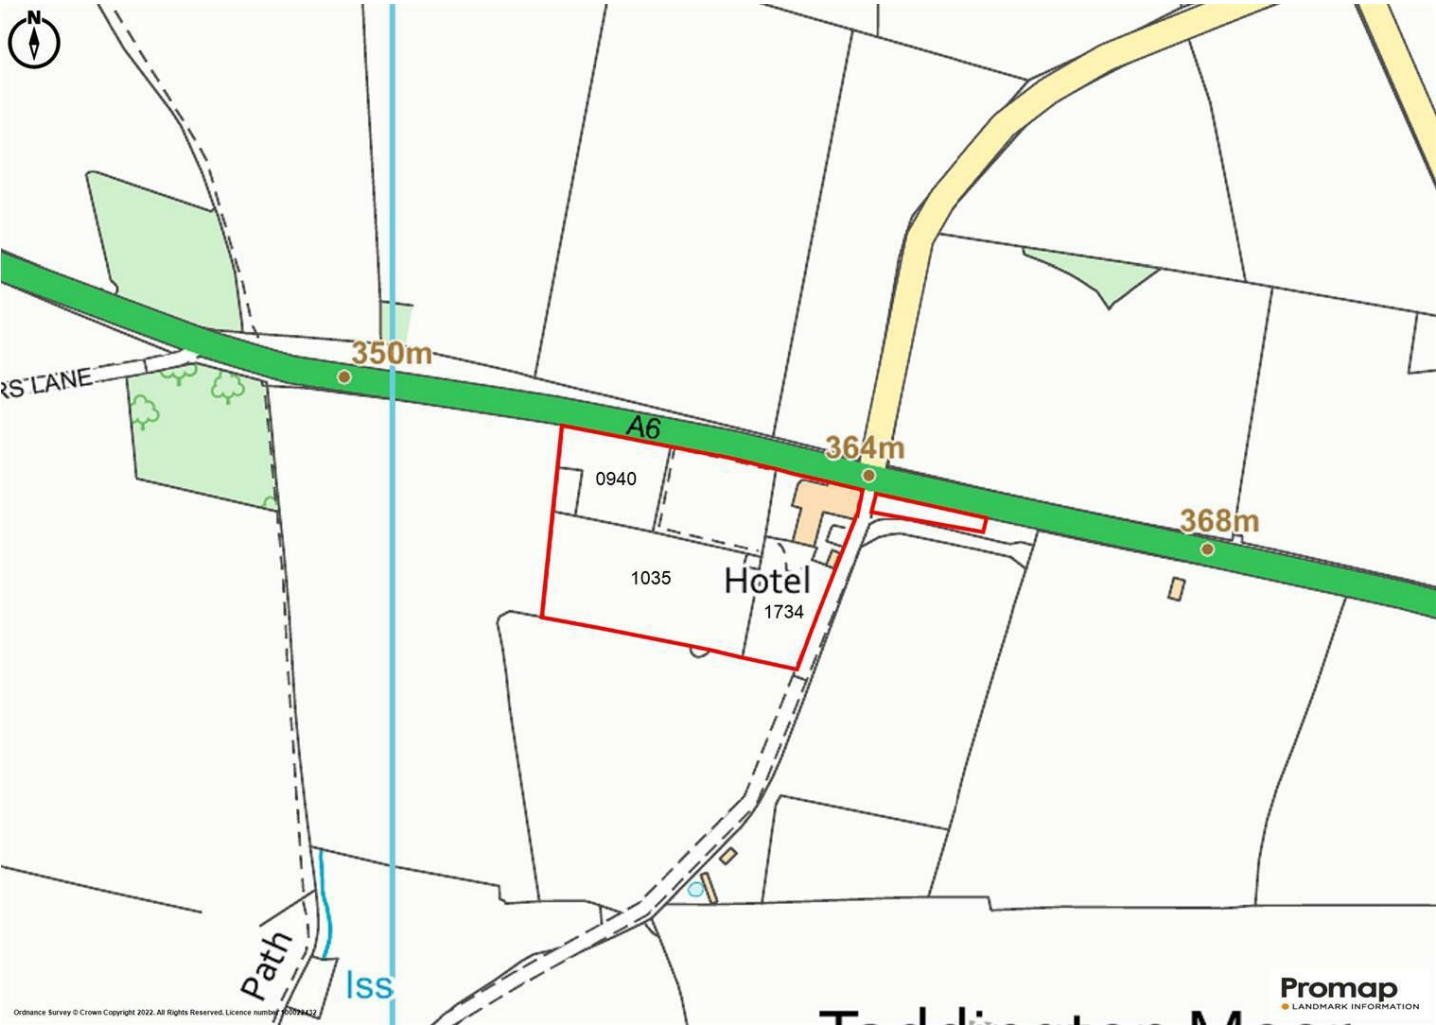 N
350m
RS LANE
A6
364m
0940
368m
1035
Hotel
1734
Path
Iss
Promap
LANDMARK INFORMATION
Ordnance Survey © Crown Copyright 2022. All Rights Reserved. Licence number 100022432